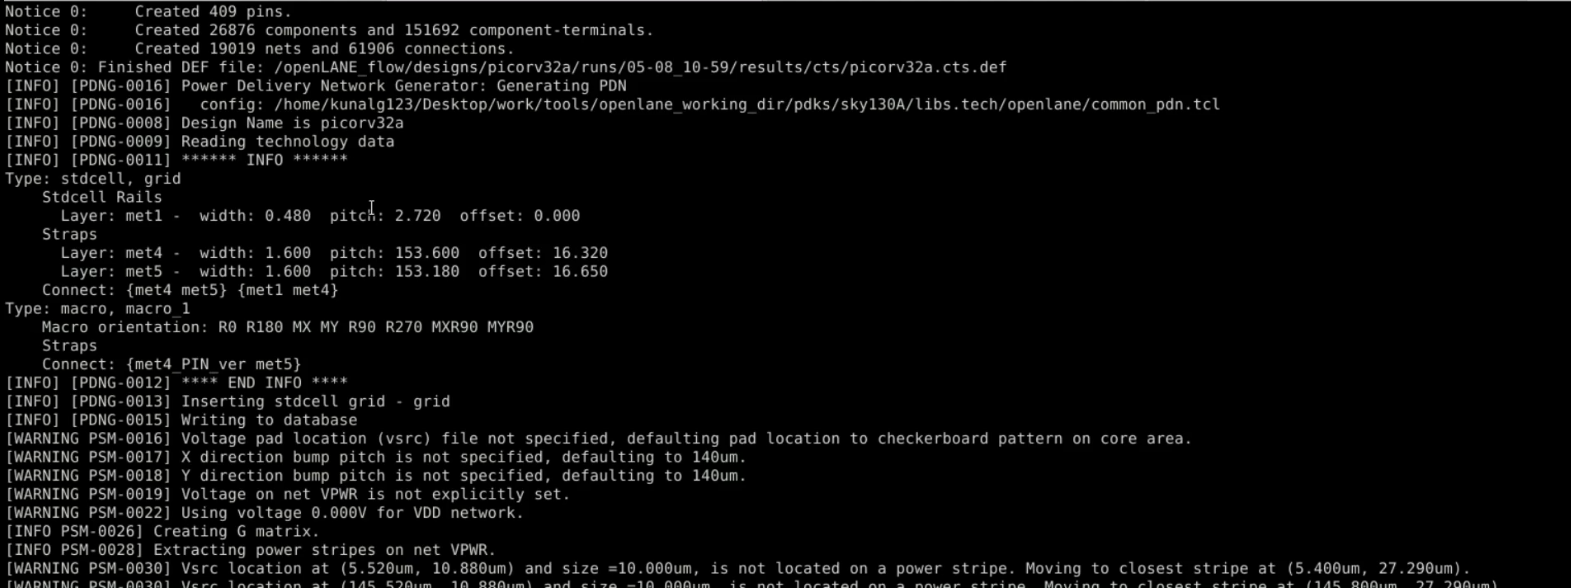 Notice 0:     Created 409 pins.
Notice 0:     Created 26876 components and 151692 component-terminals.
Notice 0:     Created 19019 nets and 61906 connections.
Notice 0: Finished DEF file: /openLANE_flow/designs/picorv32a/runs/05-08_10-59/results/cts/picorv32a.cts.def
[INFO] [PDNG-0016] Power Delivery Network Generator: Generating PDN
[INFO] [PDNG-0016]   config: /home/kunalg123/Desktop/work/tools/openlane_working_dir/pdks/sky130A/libs.tech/openlane/common_pdn.tcl
[INFO] [PDNG-0008] Design Name is picorv32a
[INFO] [PDNG-0009] Reading technology data
[INFO] [PDNG-0011] ****** INFO ******
Type: stdcell, grid
    Stdcell Rails
      Layer: met1 -  width: 0.480  pitch: 2.720  offset: 0.000
    Straps
      Layer: met4 -  width: 1.600  pitch: 153.600  offset: 16.320
      Layer: met5 -  width: 1.600  pitch: 153.180  offset: 16.650
    Connect: {met4 met5} {met1 met4}
Type: macro, macro_1
    Macro orientation: R0 R180 MX MY R90 R270 MXR90 MYR90
    Straps
    Connect: {met4_PIN_ver met5}
[INFO] [PDNG-0012] **** END INFO ****
[INFO] [PDNG-0013] Inserting stdcell grid - grid
[INFO] [PDNG-0015] Writing to database
[WARNING PSM-0016] Voltage pad location (vsrc) file not specified, defaulting pad location to checkerboard pattern on core area.
[WARNING PSM-0017] X direction bump pitch is not specified, defaulting to 140um.
[WARNING PSM-0018] Y direction bump pitch is not specified, defaulting to 140um.
[WARNING PSM-0019] Voltage on net VPWR is not explicitly set.
[WARNING PSM-0022] Using voltage 0.000V for VDD network.
[INFO PSM-0026] Creating G matrix.
[INFO PSM-0028] Extracting power stripes on net VPWR.
[WARNING PSM-0030] Vsrc location at (5.520um, 10.880um) and size =10.000um, is not located on a power stripe. Moving to closest stripe at (5.400um, 27.290um).
[WARNING PSM-0030] Vsrc location at (145.520um, 10.880um) and size =10.000um, is not located on a power stripe. Moving to closest stripe at (145.800um, 27.290um).